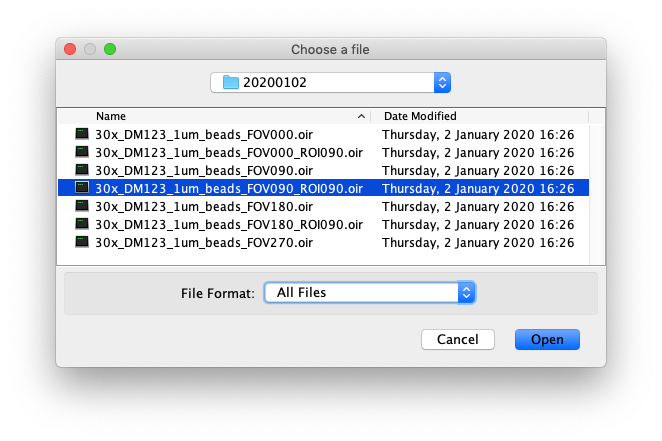 Choose a file
20200102
Name Date Modified
30x_DM123_1um_beads_FOV000.oir Thursday, 2 January 2020 16:26
30x_DM123_1um_beads_FOV000_ROI090.oir Thursday, 2 January 2020 16:26
30x_DM123_1um_beads_FOV090.oir Thursday, 2 January 2020 16:26
30x_DM123_1um_beads_FOV090_ROI090.oir Thursday, 2 January 2020 16:26
30x_DM123_1um_beads_FOV180.oir Thursday, 2 January 2020 16:26
30x_DM123_1um_beads_FOV180_ROI090.oir Thursday, 2 January 2020 16:26
30x_DM123_1um_beads_FOV270.oir Thursday, 2 January 2020 16:26
File Format: All Files
Cancel Open